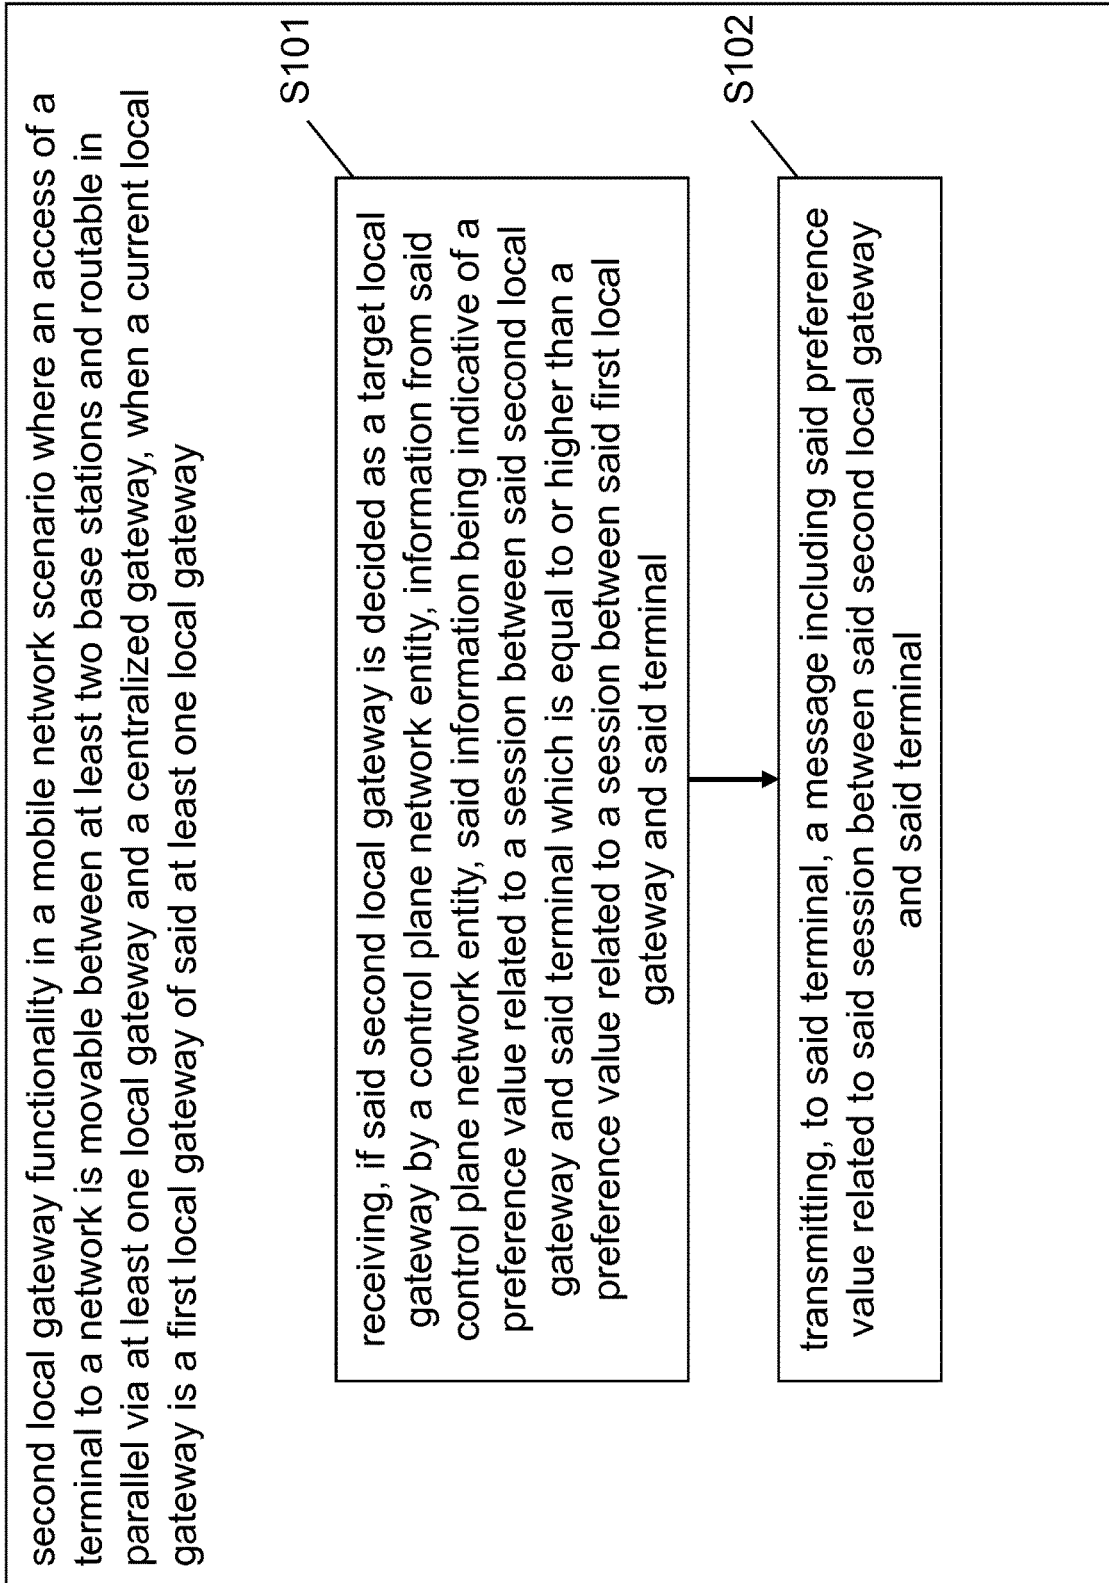 second local gateway functionality in a mobile network scenario where an access of a
terminal to a network is movable between at least two base stations and routable in
parallel via at least one local gateway and a centralized gateway, when a current local
gateway is a first local gateway of said at least one local gateway
S101
receiving, if said second local gateway is decided as a target local
gateway by a control plane network entity, information from said
control plane network entity, said information being indicative of a
preference value related to a session between said second local
gateway and said terminal which is equal to or higher than a
preference value related to a session between said first local
gateway and said terminal
S102
transmitting, to said terminal, a message including said preference
value related to said session between said second local gateway
and said terminal